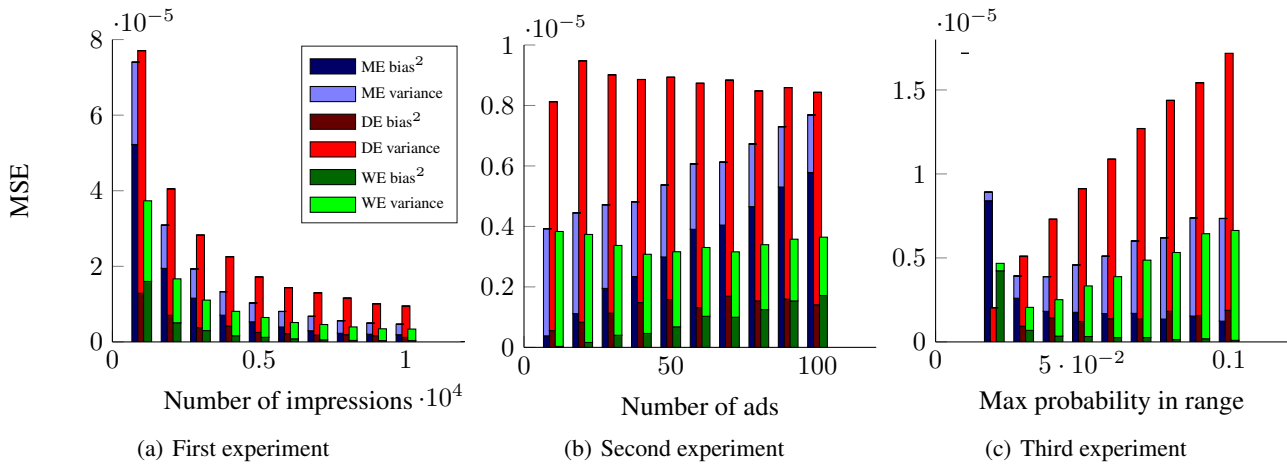 ·10⁻⁵
8
6
4
2
0
MSE
ME bias²
ME variance
DE bias²
DE variance
WE bias²
WE variance
0
0.5
1
Number of impressions ·10⁴
(a) First experiment
·10⁻⁵
1
0.8
0.6
0.4
0.2
0
0
50
100
Number of ads
(b) Second experiment
·10⁻⁵
1.5
1
0.5
0
0
5 · 10⁻²
0.1
Max probability in range
(c) Third experiment